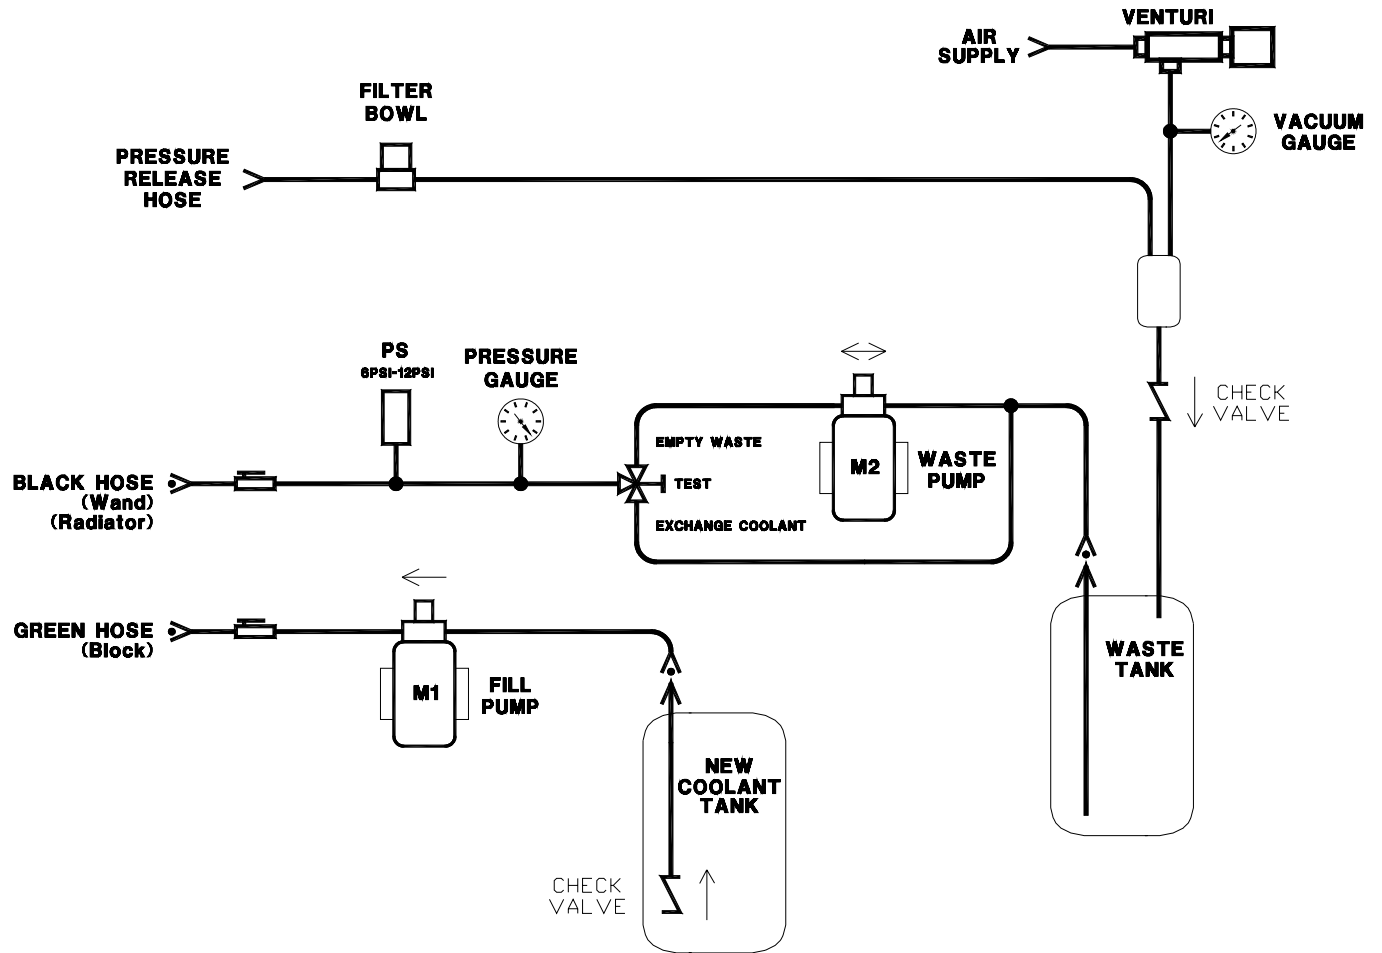 VENTURI
AIR
SUPPLY
FILTER
BOWL
VACUUM
GAUGE
PRESSURE
RELEASE
HOSE
PS
6PSI-12PSI
PRESSURE
GAUGE
CHECK
VALVE
EMPTY WASTE
M2
WASTE
PUMP
BLACK HOSE
(Wand)
(Radiator)
TEST
EXCHANGE COOLANT
GREEN HOSE
(Block)
M1
FILL
PUMP
WASTE
TANK
NEW
COOLANT
TANK
CHECK
VALVE